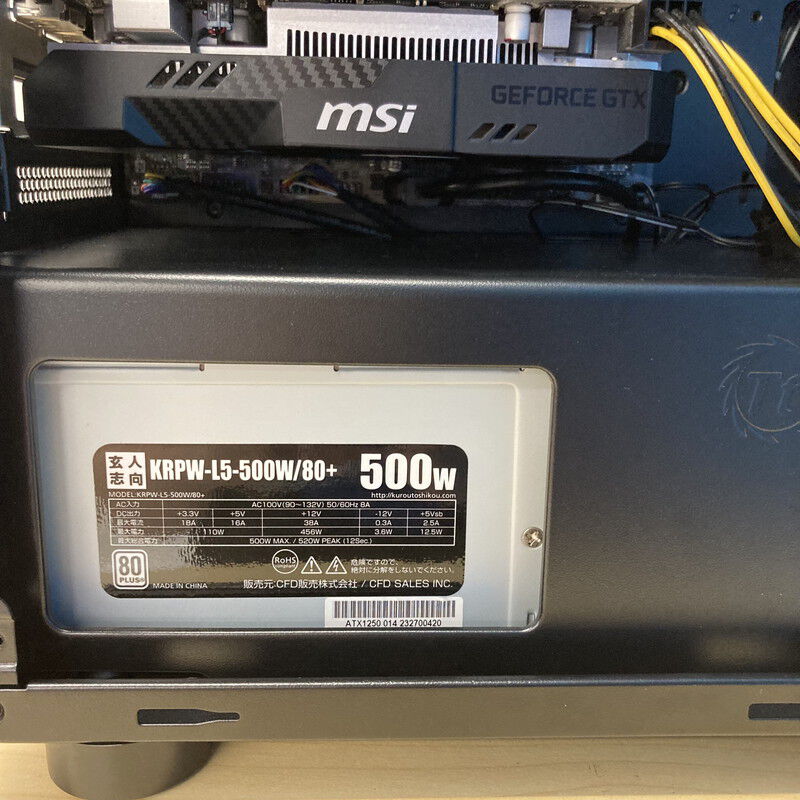 msi
GEFORCE GTX
玄人志向
KRPW-L5-500W/80+
500W
MODEL:KRPW-L5-500W/80+
http://kuroutoshikou.com
AC入力 AC100V(90～132V) 50/60Hz 8A
DC出力 +3.3V +5V +12V -12V +5Vsb
最大電流 18A 16A 38A 0.3A 2.5A
最大電力 110W 456W 3.6W 12.5W
最大総合電力 500W MAX. / 520W PEAK (12Sec.)
80
PLUS®
MADE IN CHINA
RoHS
危険ですので、
絶対に分解をしないでください。
販売元:CFD販売株式会社 / CFD SALES INC.
ATX1250 014 232700420
Tt